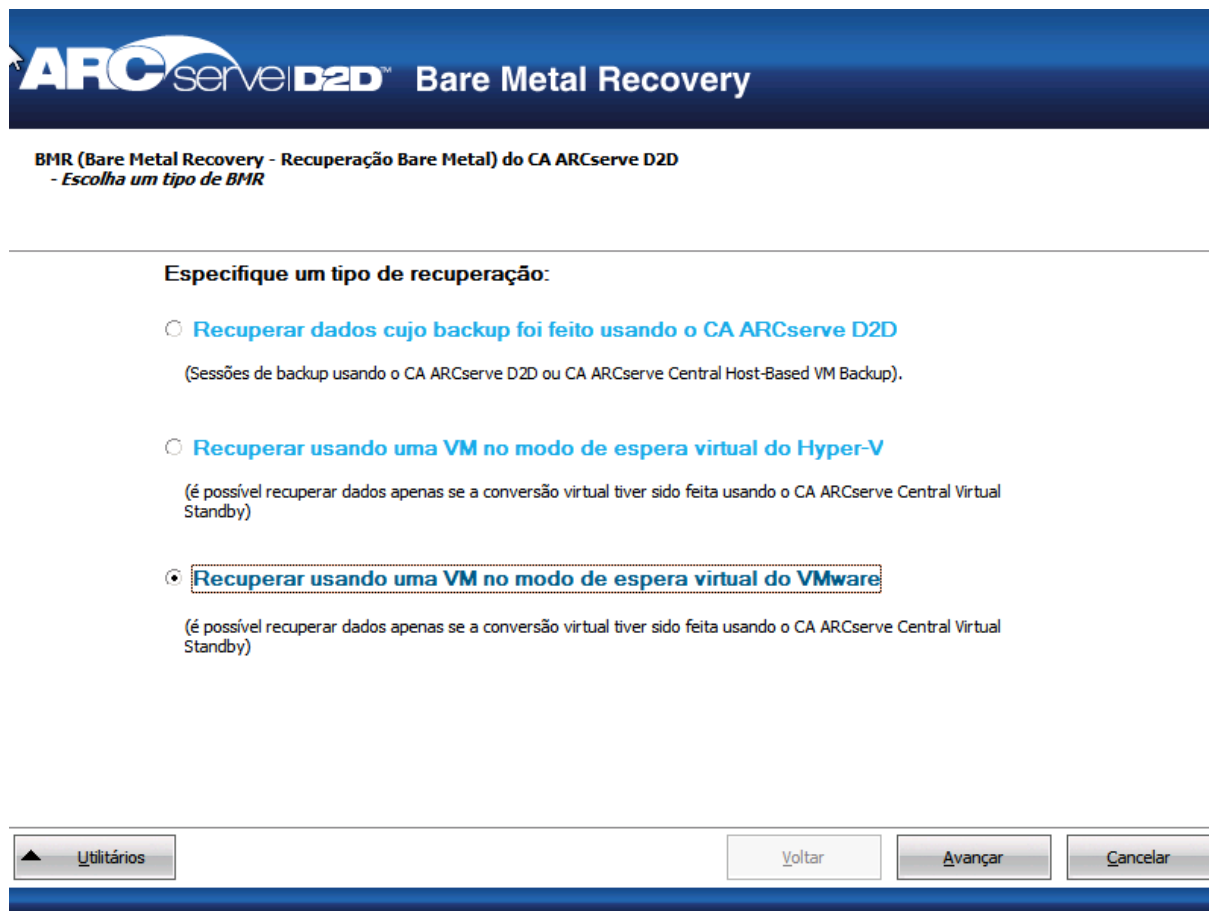 ARCserve D2D™ Bare Metal Recovery
BMR (Bare Metal Recovery - Recuperação Bare Metal) do CA ARCserve D2D
- Escolha um tipo de BMR
Especifique um tipo de recuperação:
Recuperar dados cujo backup foi feito usando o CA ARCserve D2D
(Sessões de backup usando o CA ARCserve D2D ou CA ARCserve Central Host-Based VM Backup).
Recuperar usando uma VM no modo de espera virtual do Hyper-V
(é possível recuperar dados apenas se a conversão virtual tiver sido feita usando o CA ARCserve Central Virtual
Standby)
Recuperar usando uma VM no modo de espera virtual do VMware
(é possível recuperar dados apenas se a conversão virtual tiver sido feita usando o CA ARCserve Central Virtual
Standby)
Utilitários Voltar Avançar Cancelar